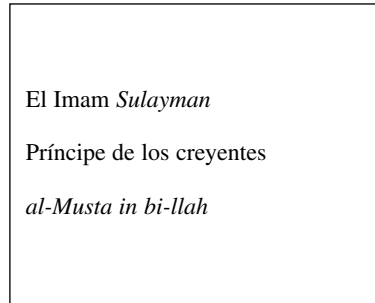 El Imam Sulayman
Príncipe de los creyentes
al-Musta in bi-llah